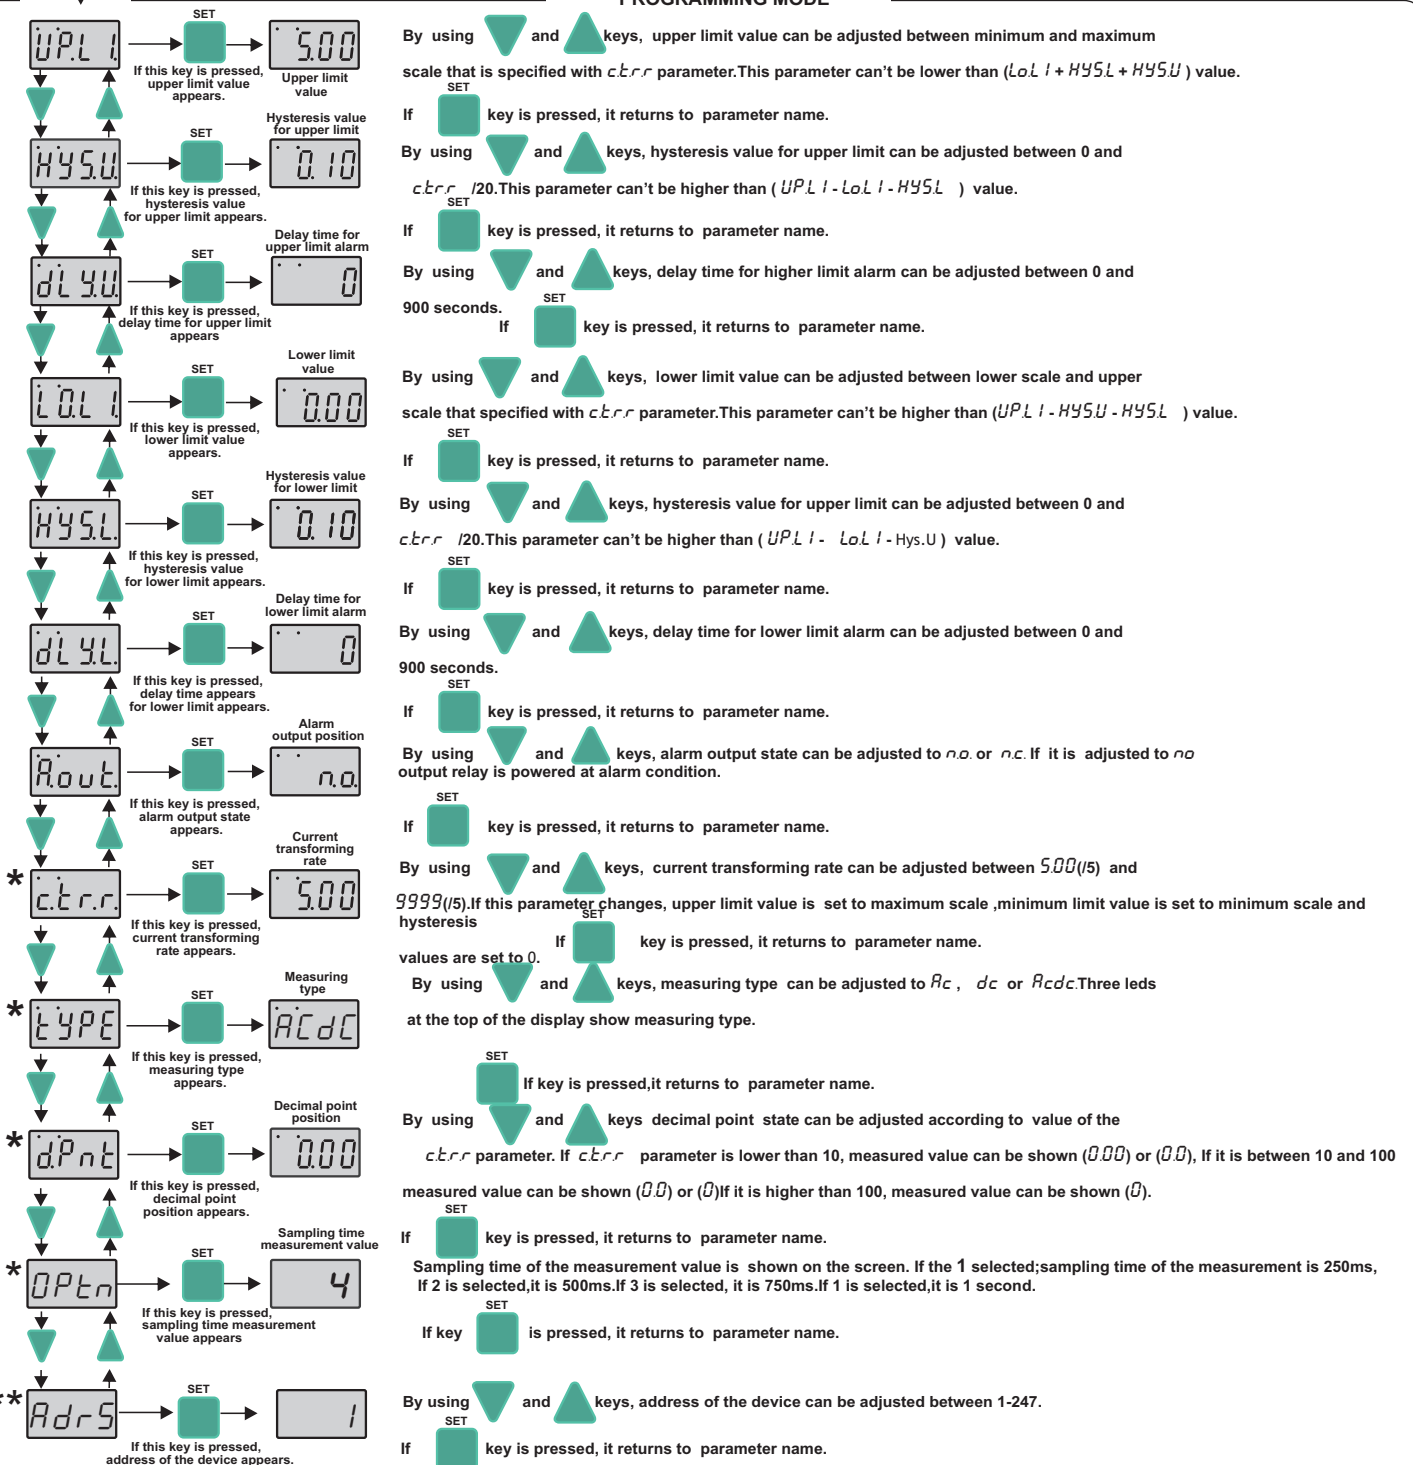 PROGRAMMING MODE
UP.L I.
SET
If this key is pressed,
upper limit value
appears.
5.00
Upper limit
value
By using and keys, upper limit value can be adjusted between minimum and maximum
scale that is specified with c.t.r.r parameter.This parameter can't be lower than (Lo.L I + HYS.L + HYS.U ) value.
SET
If key is pressed, it returns to parameter name.
HYS.U.
SET
If this key is pressed,
hysteresis value
for upper limit appears.
Hysteresis value
for upper limit
0.10
By using and keys, hysteresis value for upper limit can be adjusted between 0 and
c.t.r.r /20.This parameter can't be higher than ( UP.L I - Lo.L I - HYS.L ) value.
SET
If key is pressed, it returns to parameter name.
dLY.U.
SET
If this key is pressed,
delay time for upper limit
appears
Delay time for
upper limit alarm
0
By using and keys, delay time for higher limit alarm can be adjusted between 0 and
900 seconds.
SET
If key is pressed, it returns to parameter name.
LO.L I.
SET
If this key is pressed,
lower limit value
appears.
Lower limit
value
0.00
By using and keys, lower limit value can be adjusted between lower scale and upper
scale that specified with c.t.r.r parameter.This parameter can't be higher than (UP.L I - HYS.U - HYS.L ) value.
SET
If key is pressed, it returns to parameter name.
HYS.L.
SET
If this key is pressed,
hysteresis value
for lower limit appears.
Hysteresis value
for lower limit
0.10
By using and keys, hysteresis value for upper limit can be adjusted between 0 and
c.t.r.r /20.This parameter can't be higher than ( UP.L I - Lo.L I - Hys.U ) value.
SET
If key is pressed, it returns to parameter name.
dLY.L.
SET
If this key is pressed,
delay time appears
for lower limit appears.
Delay time for
lower limit alarm
0
By using and keys, delay time for lower limit alarm can be adjusted between 0 and
900 seconds.
SET
If key is pressed, it returns to parameter name.
A.out.
SET
If this key is pressed,
alarm output state
appears.
Alarm
output position
n.o.
By using and keys, alarm output state can be adjusted to n.o. or n.c. If it is adjusted to no
output relay is powered at alarm condition.
SET
If key is pressed, it returns to parameter name.
* c.t.r.r.
SET
If this key is pressed,
current transforming
rate appears.
Current
transforming
rate
5.00
By using and keys, current transforming rate can be adjusted between 5.00(/5) and
9999(/5).If this parameter changes, upper limit value is set to maximum scale ,minimum limit value is set to minimum scale and
hysteresis
values are set to 0.
SET
If key is pressed, it returns to parameter name.
* tYPE
SET
If this key is pressed,
measuring type
appears.
Measuring
type
ACdC
By using and keys, measuring type can be adjusted to Ac , dc or Acdc.Three leds
at the top of the display show measuring type.
SET
If key is pressed,it returns to parameter name.
* d.Pnt
SET
If this key is pressed,
decimal point
position appears.
Decimal point
position
0.00
By using and keys decimal point state can be adjusted according to value of the
c.t.r.r parameter. If c.t.r.r parameter is lower than 10, measured value can be shown (0.00) or (0.0), If it is between 10 and 100
measured value can be shown (0.0) or (0)If it is higher than 100, measured value can be shown (0).
SET
If key is pressed, it returns to parameter name.
* OPtn
SET
If this key is pressed,
sampling time measurement
value appears
Sampling time
measurement value
4
Sampling time of the measurement value is shown on the screen. If the 1 selected;sampling time of the measurement is 250ms,
If 2 is selected,it is 500ms.If 3 is selected, it is 750ms.If 1 is selected,it is 1 second.
SET
If key is pressed, it returns to parameter name.
** AdrS
SET
If this key is pressed,
address of the device appears.
1
By using and keys, address of the device can be adjusted between 1-247.
SET
If key is pressed, it returns to parameter name.